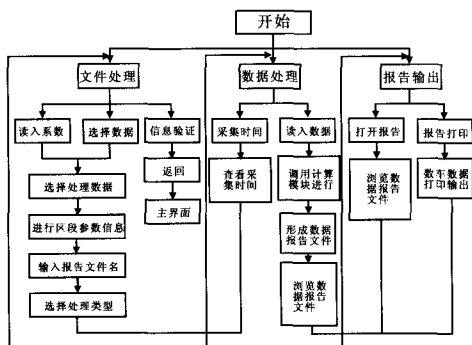 开始
文件处理
数据处理
报告输出
读入系数
选择数据
信息验证
采集时间
读入数据
打开报告
报告打印
选择处理数据
返回
查看采
集时间
调用计算
模块进行
浏览数
据报告
文件
数车数据
打印输出
进行区段参数信息
主界面
形成数据
报告文件
输入报告文件名
选择处理类型
浏览数
据报告
文件